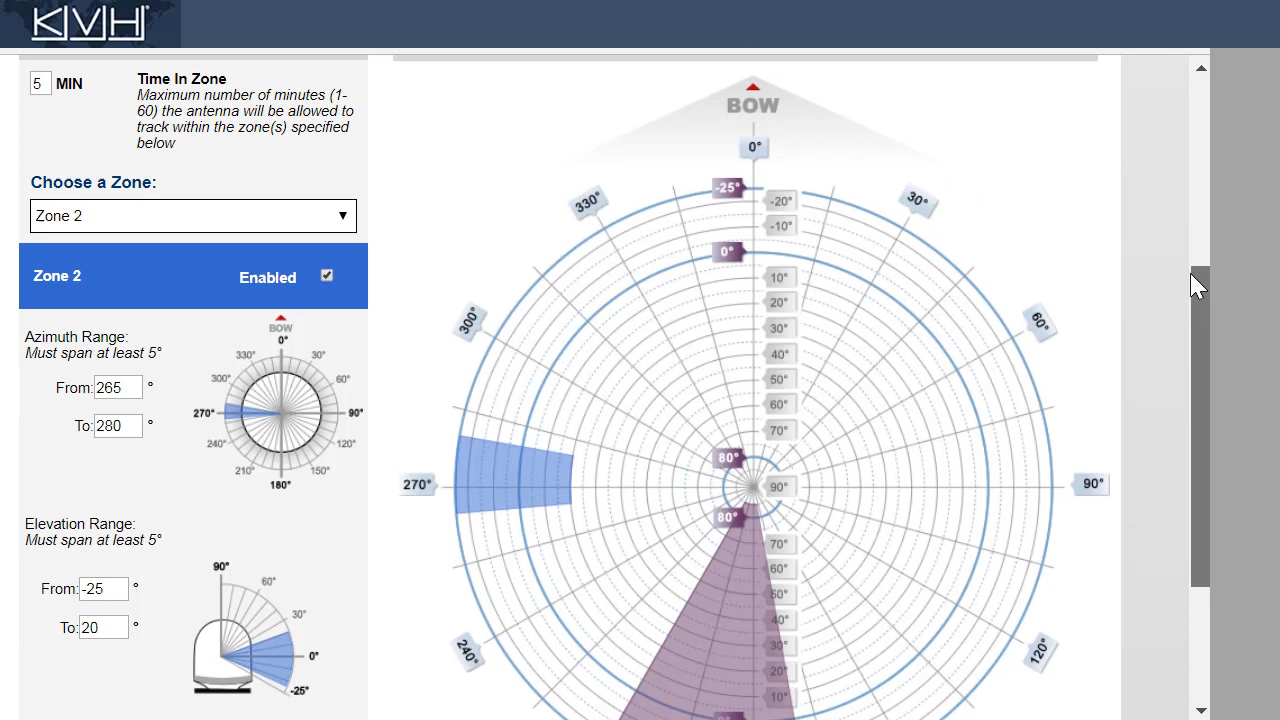 KVH
5 MIN
Time In Zone
Maximum number of minutes (1-
60) the antenna will be allowed to
track within the zone(s) specified
below
Choose a Zone:
Zone 2
Zone 2 Enabled
Azimuth Range:
Must span at least 5°
From: 265 °
To: 280 °
BOW
0°
330° 30°
300° 60°
270° 90°
240° 120°
210° 150°
180°
Elevation Range:
Must span at least 5°
From: -25 °
To: 20 °
90°
60°
30°
0°
-25°
BOW
0°
330° 30°
300° 60°
270° 90°
240° 120°
-25°
-20°
-10°
0°
10°
20°
30°
40°
50°
60°
70°
80°
90°
80°
70°
60°
50°
40°
30°
20°
10°